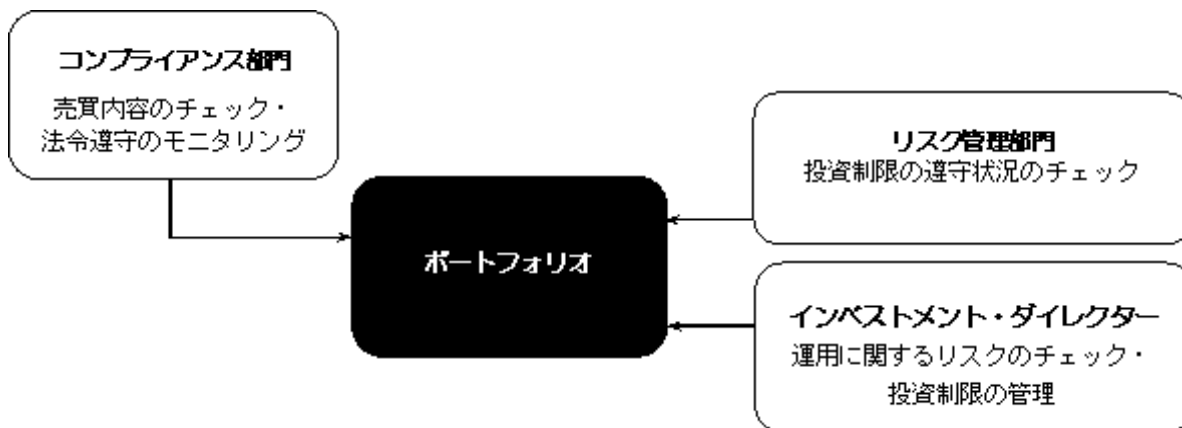 コンプライアンス部門
売買内容のチェック・
法令遵守のモニタリング
リスク管理部門
投資制限の遵守状況のチェック
ポートフォリオ
インベストメント・ダイレクター
運用に関するリスクのチェック・
投資制限の管理